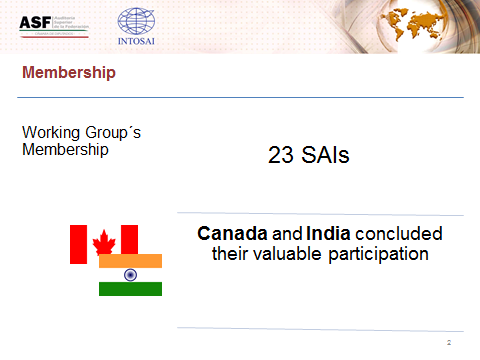 ASF
Auditoría
Superior
de la Federación
INTOSAI
Membership
Working Group´s
Membership
23 SAIs
Canada and India concluded
their valuable participation
2